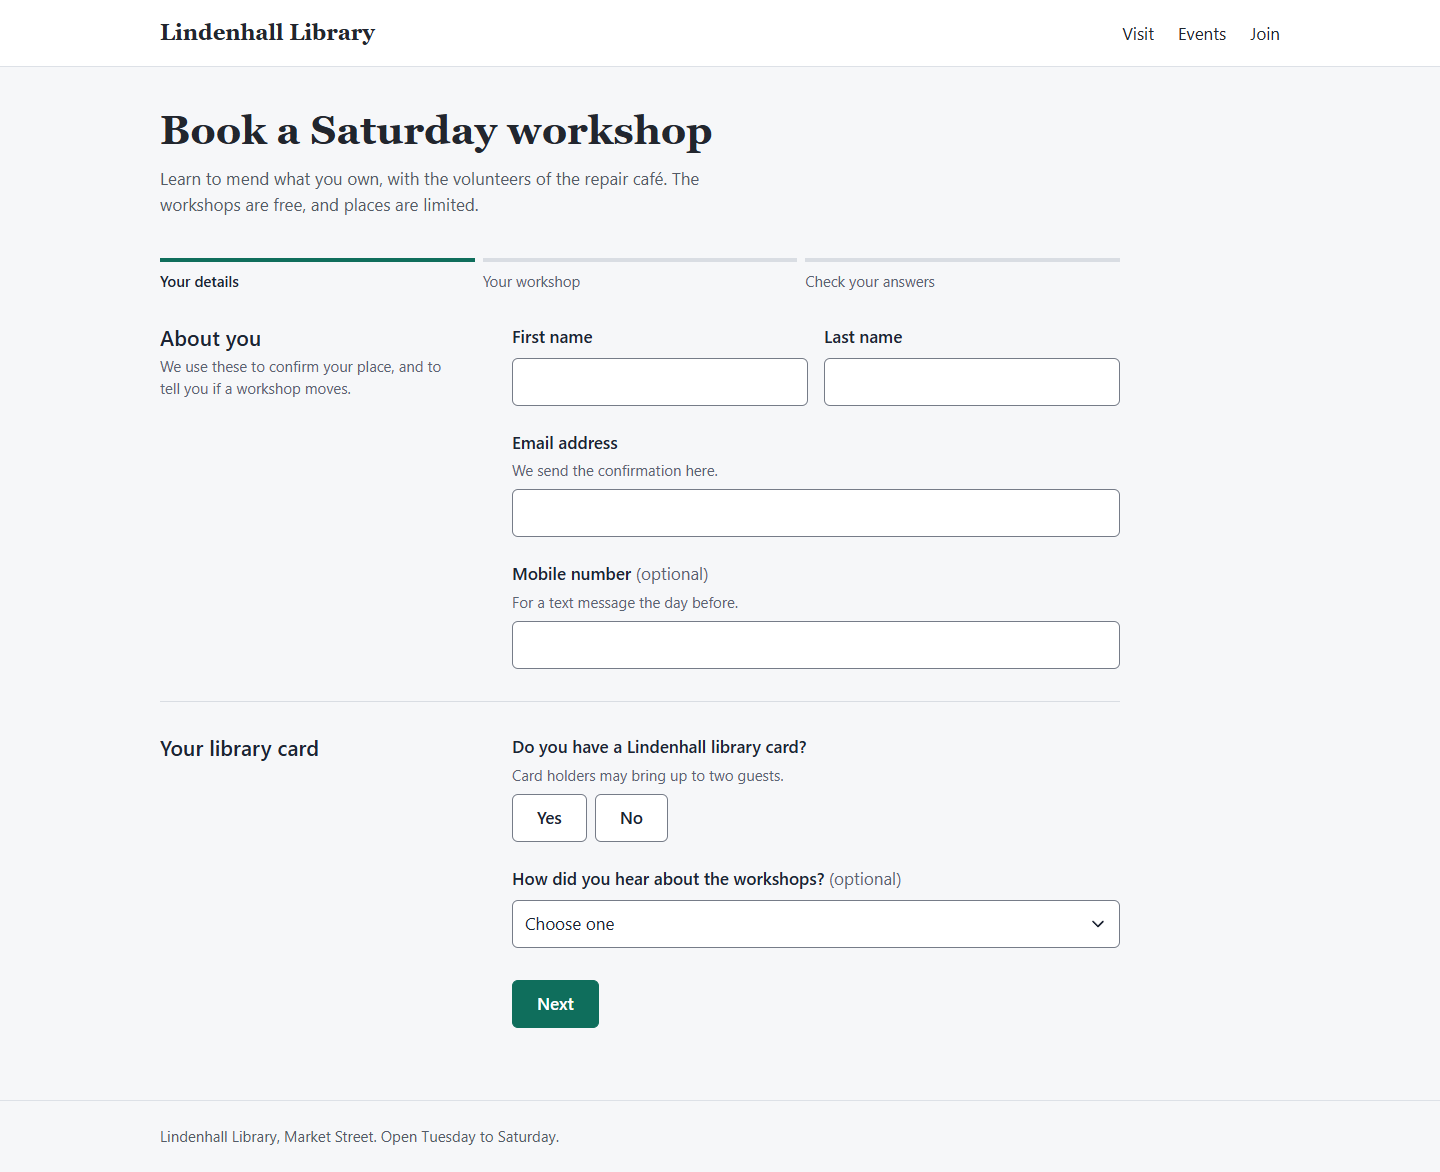 Lindenhall Library
Visit Events Join
Book a Saturday workshop
Learn to mend what you own, with the volunteers of the repair café. The
workshops are free, and places are limited.
Your details
Your workshop
Check your answers
About you
We use these to confirm your place, and to
tell you if a workshop moves.
First name
Last name
Email address
We send the confirmation here.
Mobile number (optional)
For a text message the day before.
Your library card
Do you have a Lindenhall library card?
Card holders may bring up to two guests.
Yes
No
How did you hear about the workshops? (optional)
Choose one
Next
Lindenhall Library, Market Street. Open Tuesday to Saturday.